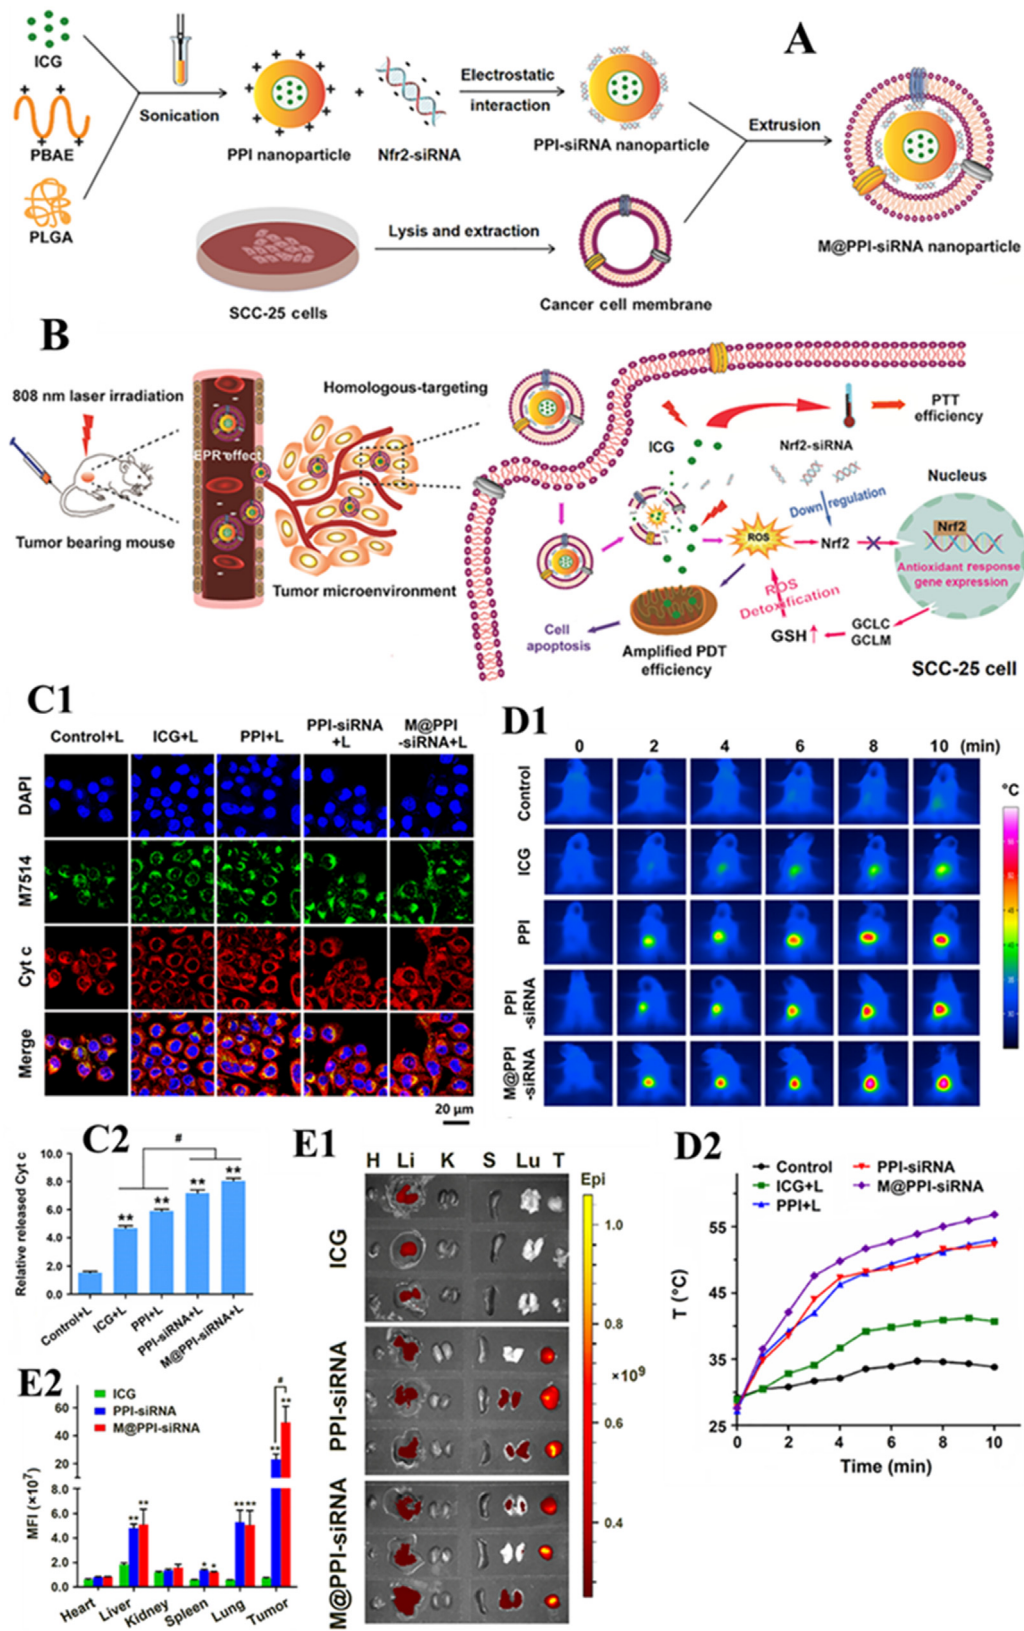 A
ICG
PBAE
PLGA
Sonication
PPI nanoparticle
Nfr2-siRNA
Electrostatic
interaction
PPI-siRNA nanoparticle
Extrusion
M@PPI-siRNA nanoparticle
SCC-25 cells
Lysis and extraction
Cancer cell membrane
B
808 nm laser irradiation
Tumor bearing mouse
EPR effect
Homologous-targeting
Tumor microenvironment
ICG
Nrf2-siRNA
PTT
efficiency
Down regulation
Nucleus
ROS
Nrf2
Nrf2
Antioxidant response
gene expression
ROS
Detoxification
GSH
GCLC
GCLM
Cell
apoptosis
Amplified PDT
efficiency
SCC-25 cell
C1
Control+L
ICG+L
PPI+L
PPI-siRNA
+L
M@PPI
-siRNA+L
DAPI
M7514
Cyt c
Merge
20 µm
D1
0 2 4 6 8 10 (min)
Control
ICG
PPI
PPI
-siRNA
M@PPI
-siRNA
°C
C2
Relative released Cyt c
10.0
8.0
6.0
4.0
2.0
0.0
#
**
**
**
**
Control+L
ICG+L
PPI+L
PPI-siRNA+L
M@PPI-siRNA+L
E1
H Li K S Lu T
ICG
PPI-siRNA
M@PPI-siRNA
Epi
1.0
0.8
×10⁹
0.6
0.4
D2
Control
ICG+L
PPI+L
PPI-siRNA
M@PPI-siRNA
T (°C)
55
45
35
25
0 2 4 6 8 10
Time (min)
E2
ICG
PPI-siRNA
M@PPI-siRNA
MFI (×10⁷)
60
40
20
8.0
6.0
4.0
2.0
0.0
**
**
*
*
**
**
**
#
**
Heart
Liver
Kidney
Spleen
Lung
Tumor